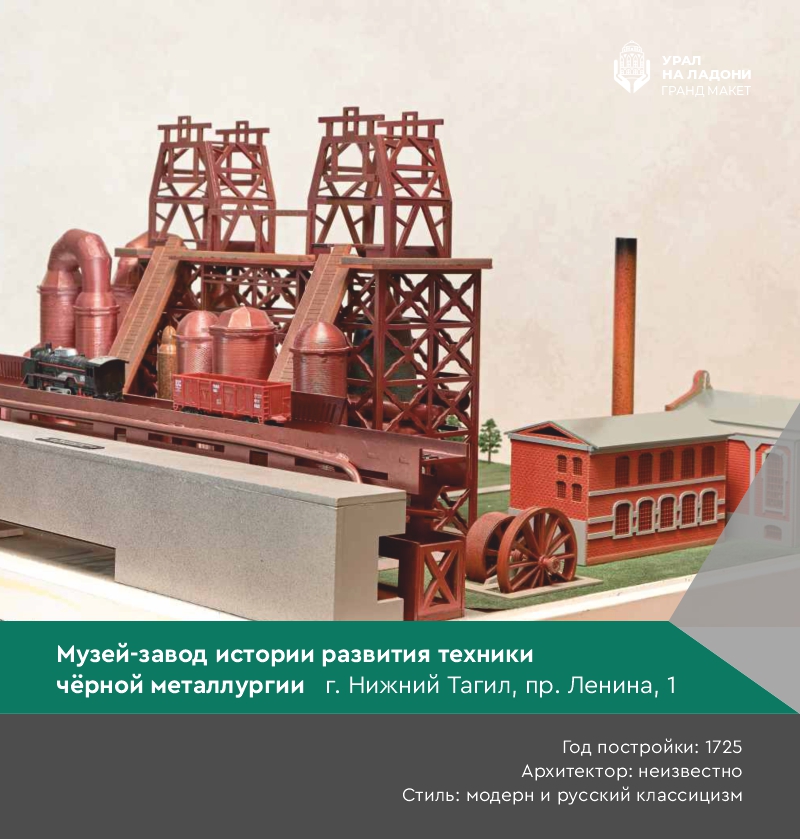 УРАЛ
НА ЛАДОНИ
ГРАНД МАКЕТ
Музей-завод истории развития техники
чёрной металлургии г. Нижний Тагил, пр. Ленина, 1
Год постройки: 1725
Архитектор: неизвестно
Стиль: модерн и русский классицизм